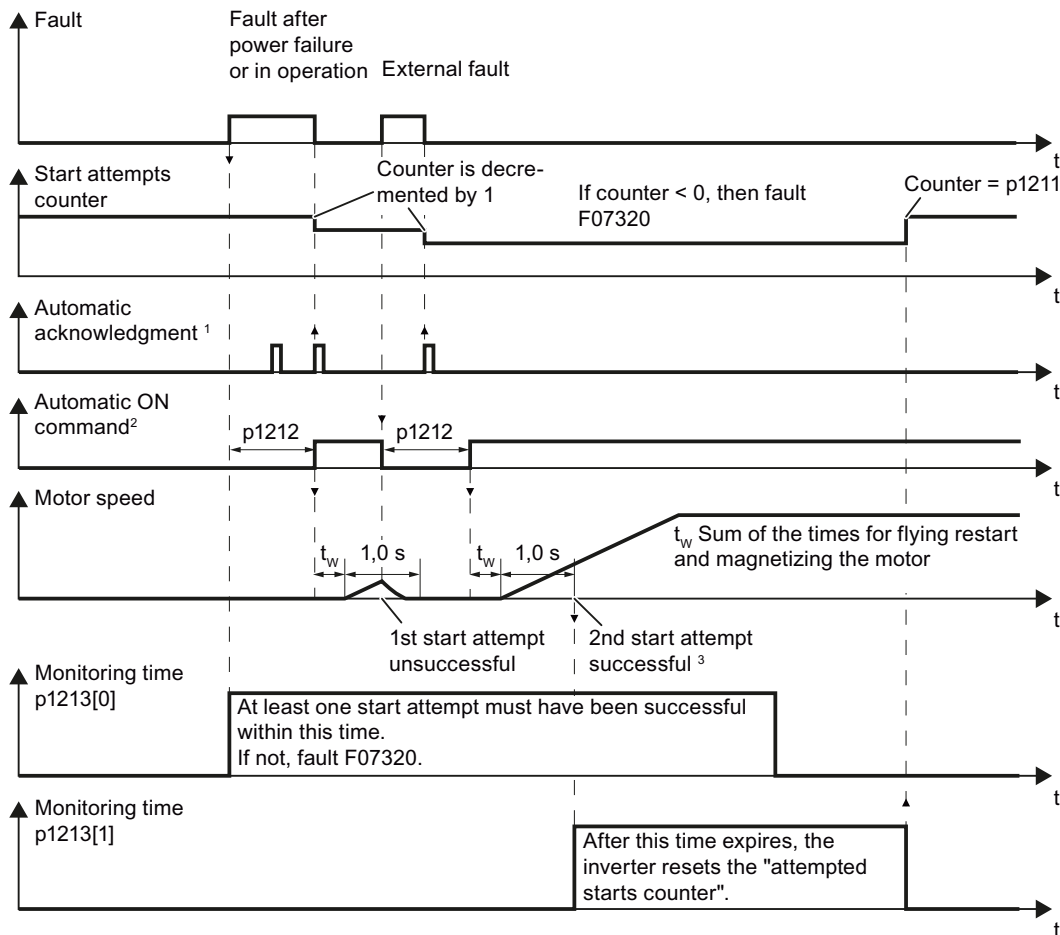 Fault
Fault after
power failure
or in operation
External fault
t
Start attempts
counter
Counter is decre-
mented by 1
If counter < 0, then fault
F07320
Counter = p1211
t
Automatic
acknowledgment ¹
t
Automatic ON
command²
p1212
p1212
t
Motor speed
tw
1,0 s
tw
1,0 s
tw Sum of the times for flying restart
and magnetizing the motor
t
1st start attempt
unsuccessful
2nd start attempt
successful ³
Monitoring time
p1213[0]
At least one start attempt must have been successful
within this time.
If not, fault F07320.
t
Monitoring time
p1213[1]
After this time expires, the
inverter resets the "attempted
starts counter".
t